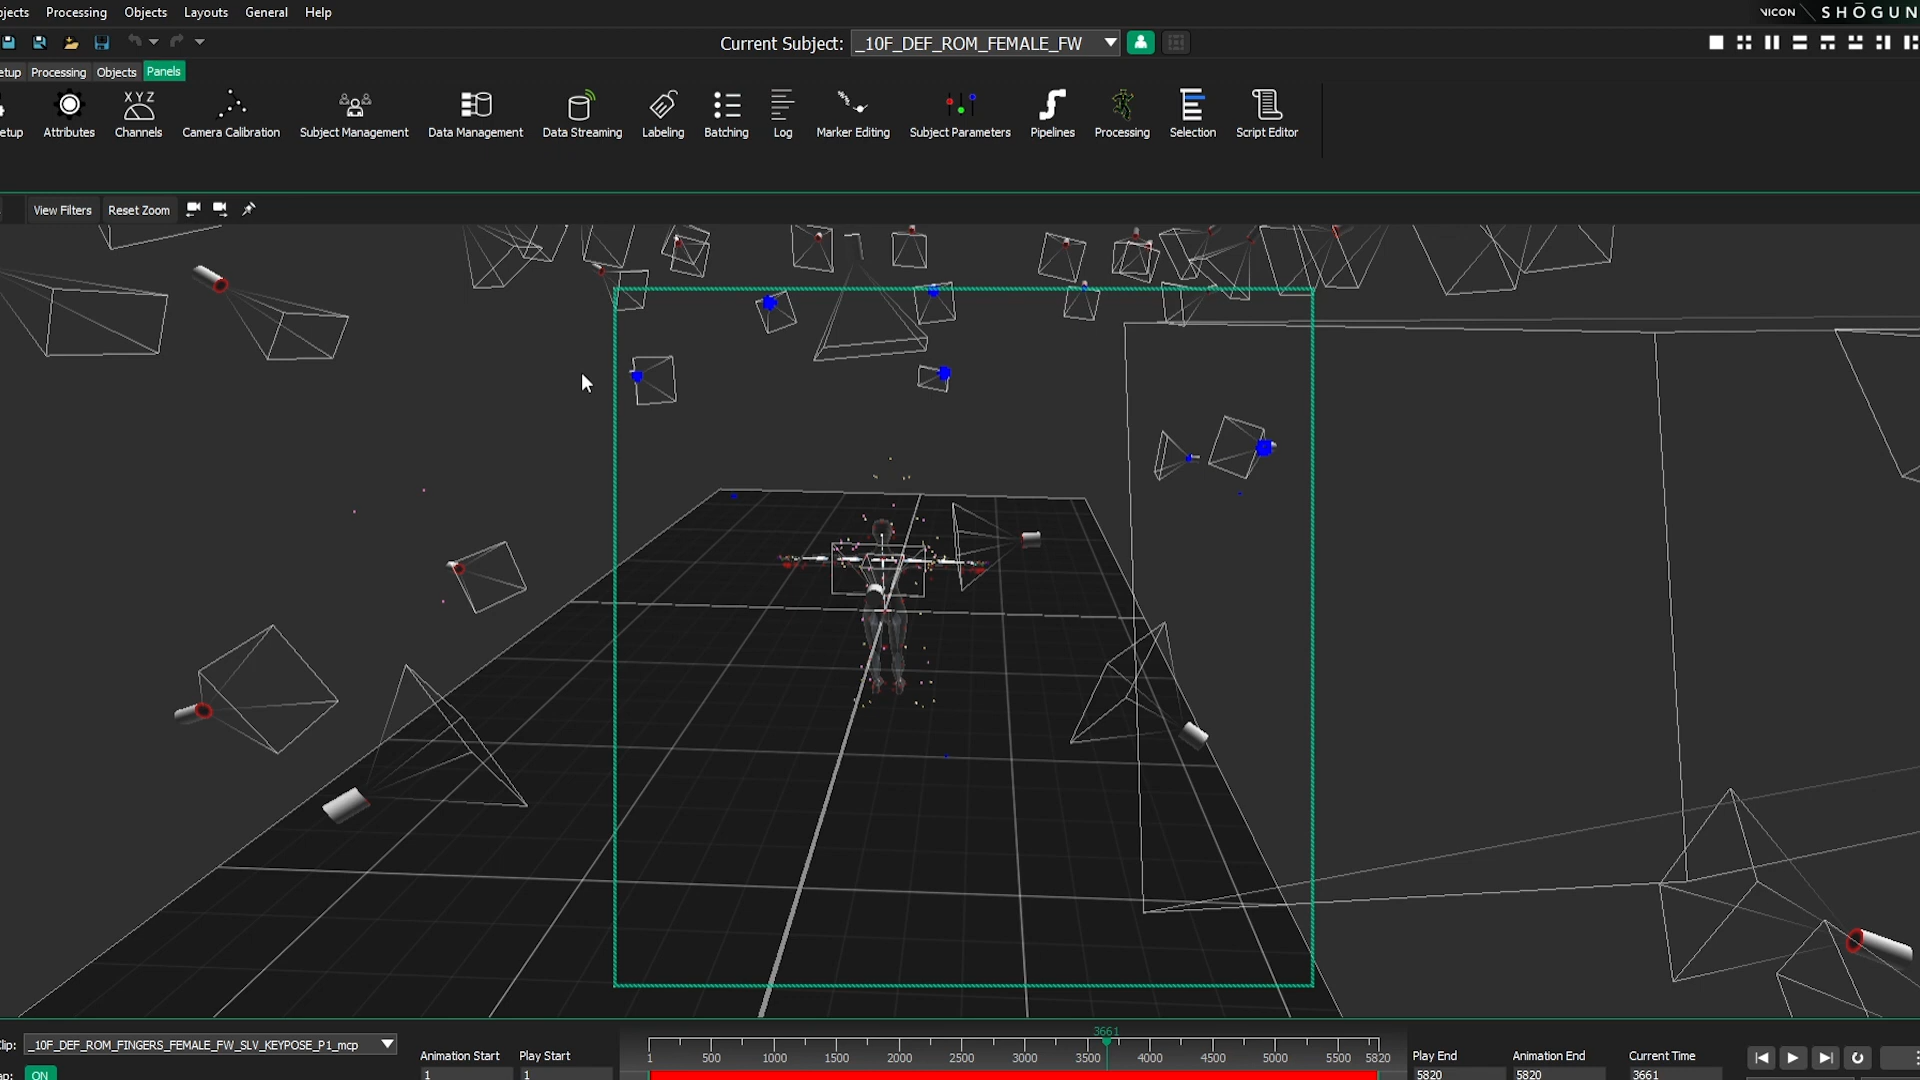 jects Processing Objects Layouts General Help
VICON SHŌGUN
Current Subject: _10F_DEF_ROM_FEMALE_FW
etup Processing Objects Panels
etup Attributes Channels Camera Calibration Subject Management Data Management Data Streaming Labeling Batching Log Marker Editing Subject Parameters Pipelines Processing Selection Script Editor
XYZ
View Filters Reset Zoom
3661
lip: _10F_DEF_ROM_FINGERS_FEMALE_FW_SLV_KEYPOSE_P1_mcp
Animation Start Play Start
1 500 1000 1500 2000 2500 3000 3500 4000 4500 5000 5500 5820
Play End Animation End Current Time
ap: ON
1 1
5820 5820 3661